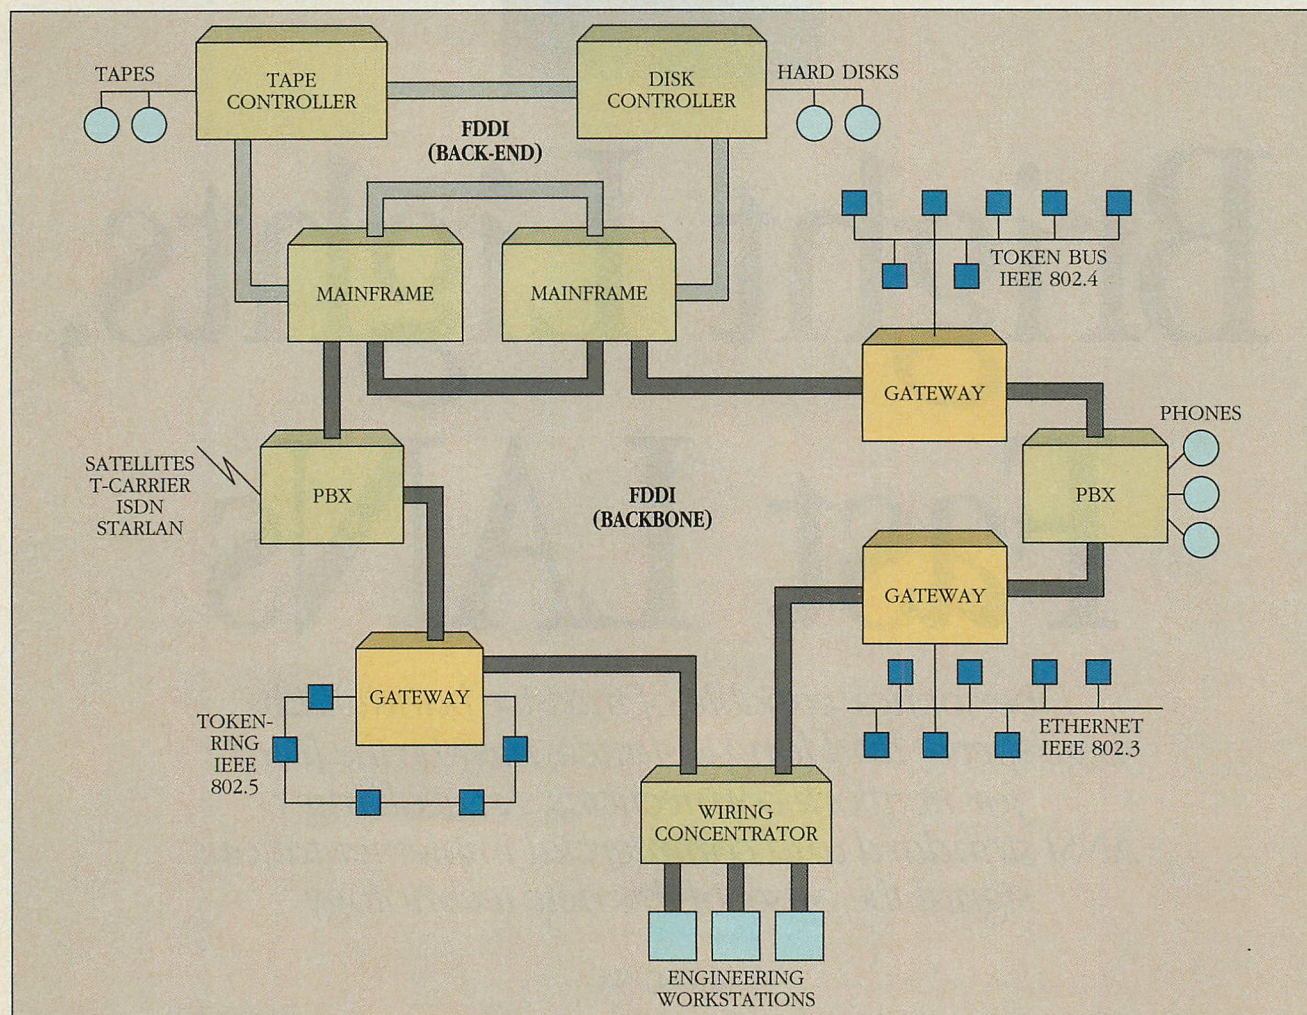 TAPES
TAPE
CONTROLLER
DISK
CONTROLLER
HARD DISKS
FDDI
(BACK-END)
MAINFRAME
MAINFRAME
TOKEN BUS
IEEE 802.4
GATEWAY
PHONES
SATELLITES
T-CARRIER
ISDN
STARLAN
PBX
FDDI
(BACKBONE)
PBX
GATEWAY
GATEWAY
TOKEN-
RING
IEEE
802.5
ETHERNET
IEEE 802.3
WIRING
CONCENTRATOR
ENGINEERING
WORKSTATIONS